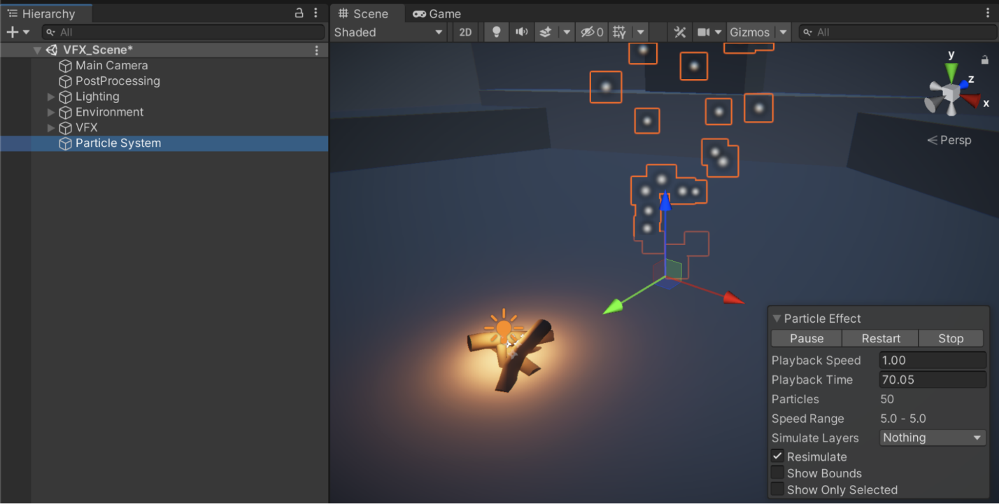 Hierarchy
All
VFX_Scene*
Main Camera
PostProcessing
Lighting
Environment
VFX
Particle System
Scene
Game
Shaded
2D
0
Gizmos
All
y
z
x
Persp
Particle Effect
Pause Restart Stop
Playback Speed 1.00
Playback Time 70.05
Particles 50
Speed Range 5.0 - 5.0
Simulate Layers Nothing
Resimulate
Show Bounds
Show Only Selected